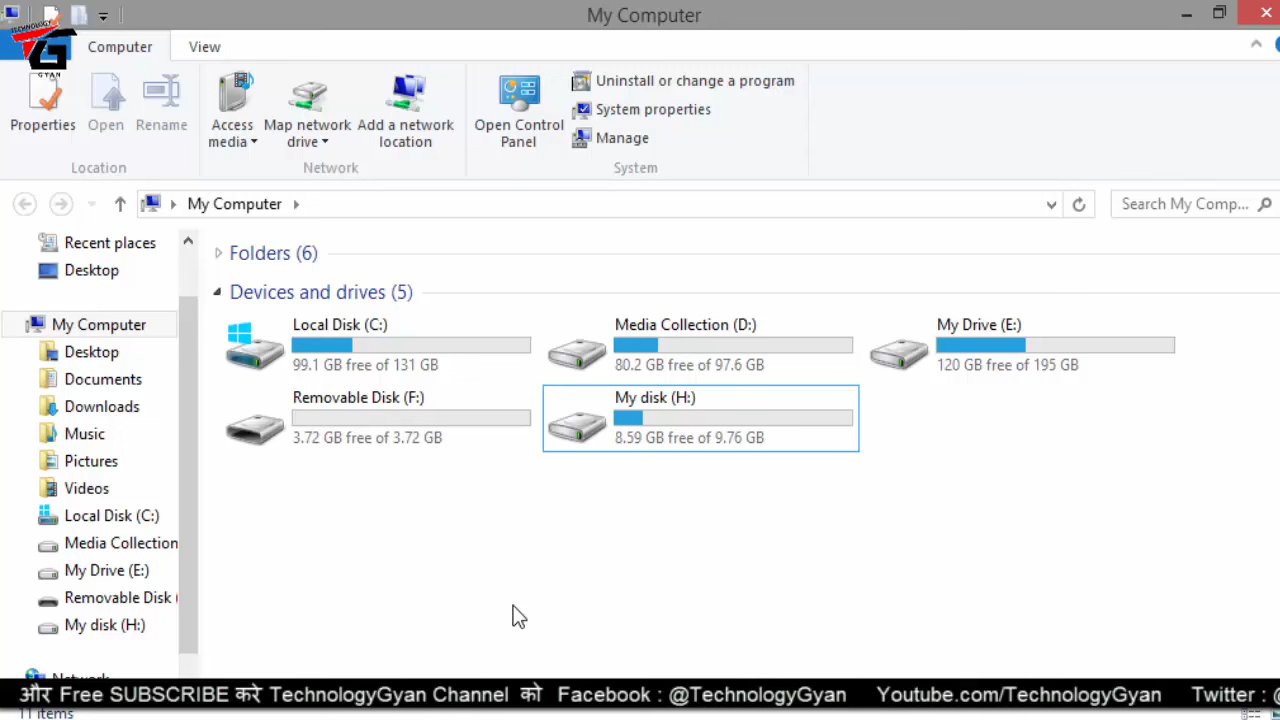 My Computer
TECHNOLOGY
GYAN
Computer View
Properties Open Rename
Access media
Map network drive
Add a network location
Open Control Panel
Uninstall or change a program
System properties
Manage
Location Network System
My Computer
Search My Comp...
Recent places
Desktop
My Computer
Desktop
Documents
Downloads
Music
Pictures
Videos
Local Disk (C:)
Media Collection
My Drive (E:)
Removable Disk (
My disk (H:)
Folders (6)
Devices and drives (5)
Local Disk (C:)
99.1 GB free of 131 GB
Media Collection (D:)
80.2 GB free of 97.6 GB
My Drive (E:)
120 GB free of 195 GB
Removable Disk (F:)
3.72 GB free of 3.72 GB
My disk (H:)
8.59 GB free of 9.76 GB
और Free SUBSCRIBE करे TechnologyGyan Channel को Facebook : @TechnologyGyan Youtube.com/TechnologyGyan Twitter : @
11 items